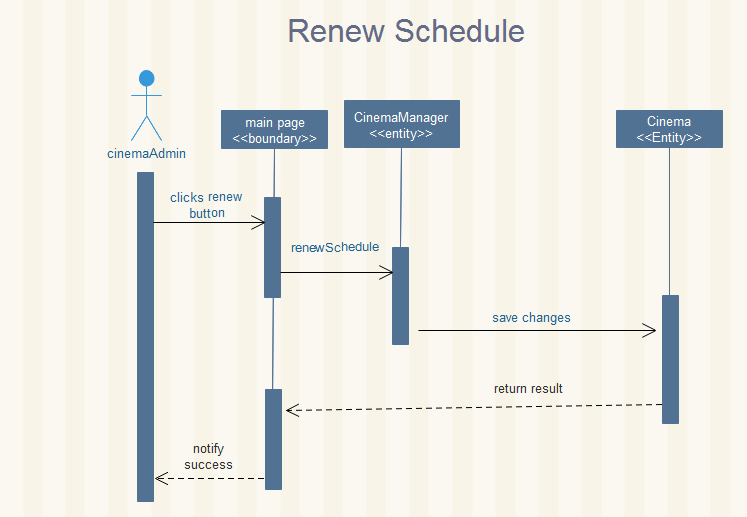 Renew Schedule
cinemaAdmin
main page
<<boundary>>
CinemaManager
<<entity>>
Cinema
<<Entity>>
clicks renew
button
renewSchedule
save changes
return result
notify
success